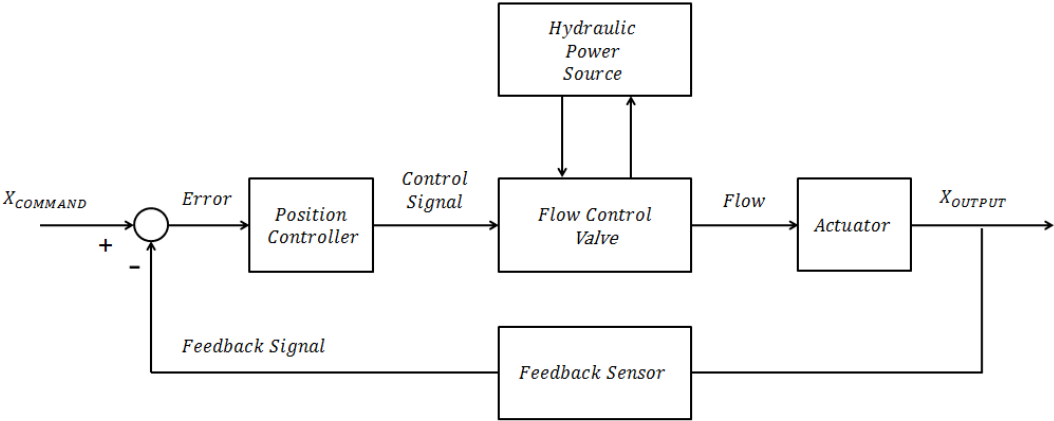 Hydraulic
Power
Source
X_COMMAND
Error
Position
Controller
Control
Signal
Flow Control
Valve
Flow
Actuator
X_OUTPUT
+
–
Feedback Signal
Feedback Sensor